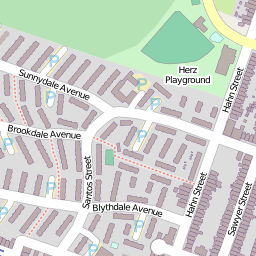 Herz
Playground
Sunnydale Avenue
Hahn Street
Brookdale Avenue
Santos Street
Hahn Street
Sawyer Street
Blythdale Avenue